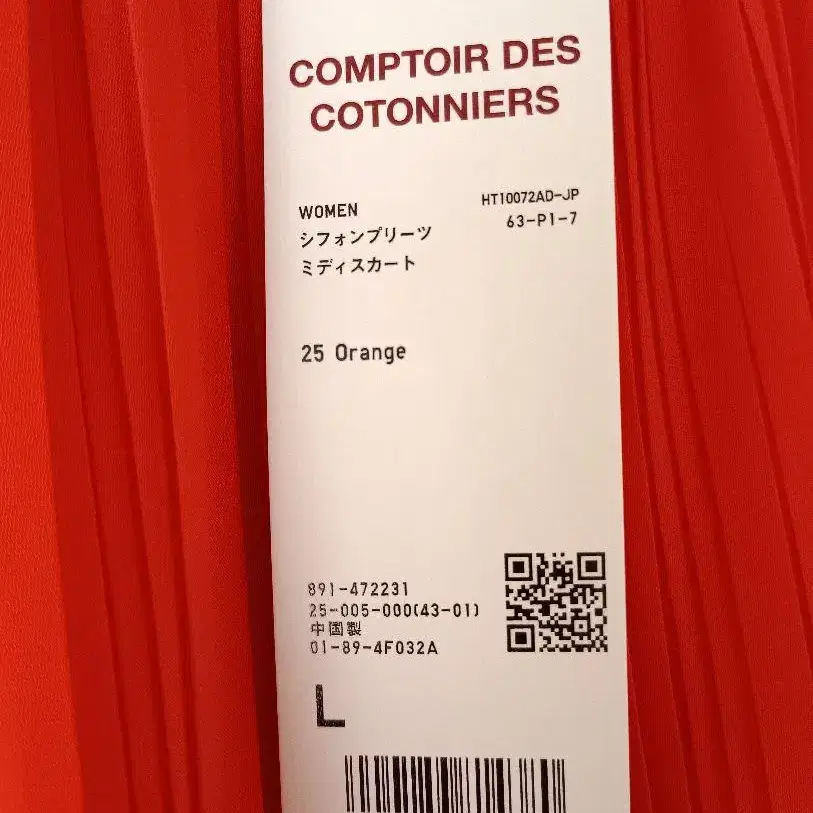 COMPTOIR DES
COTONNIERS
WOMEN
HT10072AD-JP
シフォンプリーツ
63-P1-7
ミディスカート
25 Orange
891-472231
25-005-000(43-01)
中国製
01-89-4F032A
L